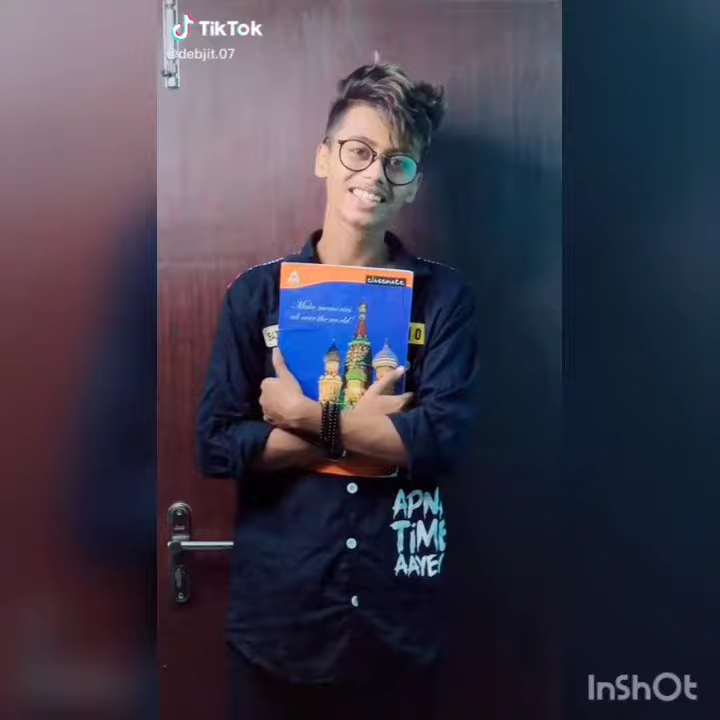 TikTok
@debjit.07
classmate
Make memories
all over the world!
APNA
TiME
AAYEGA
InShOt